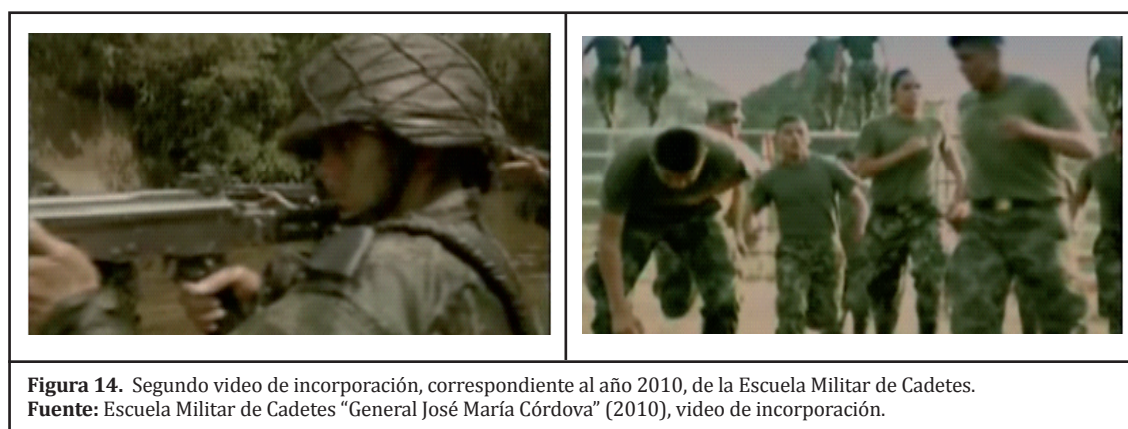 Figura 14. Segundo video de incorporación, correspondiente al año 2010, de la Escuela Militar de Cadetes.
Fuente: Escuela Militar de Cadetes “General José María Córdova” (2010), video de incorporación.